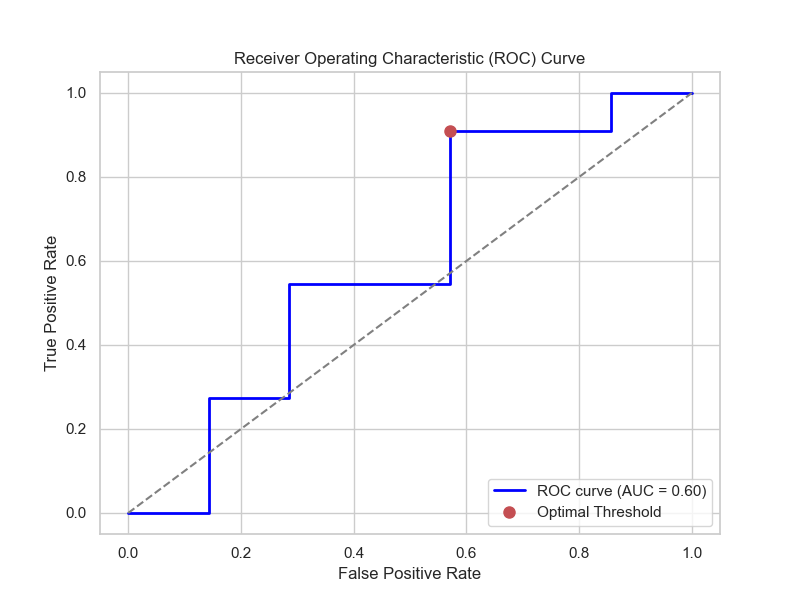 Receiver Operating Characteristic (ROC) Curve
True Positive Rate
1.0
0.8
0.6
0.4
0.2
0.0
ROC curve (AUC = 0.60)
Optimal Threshold
0.0 0.2 0.4 0.6 0.8 1.0
False Positive Rate